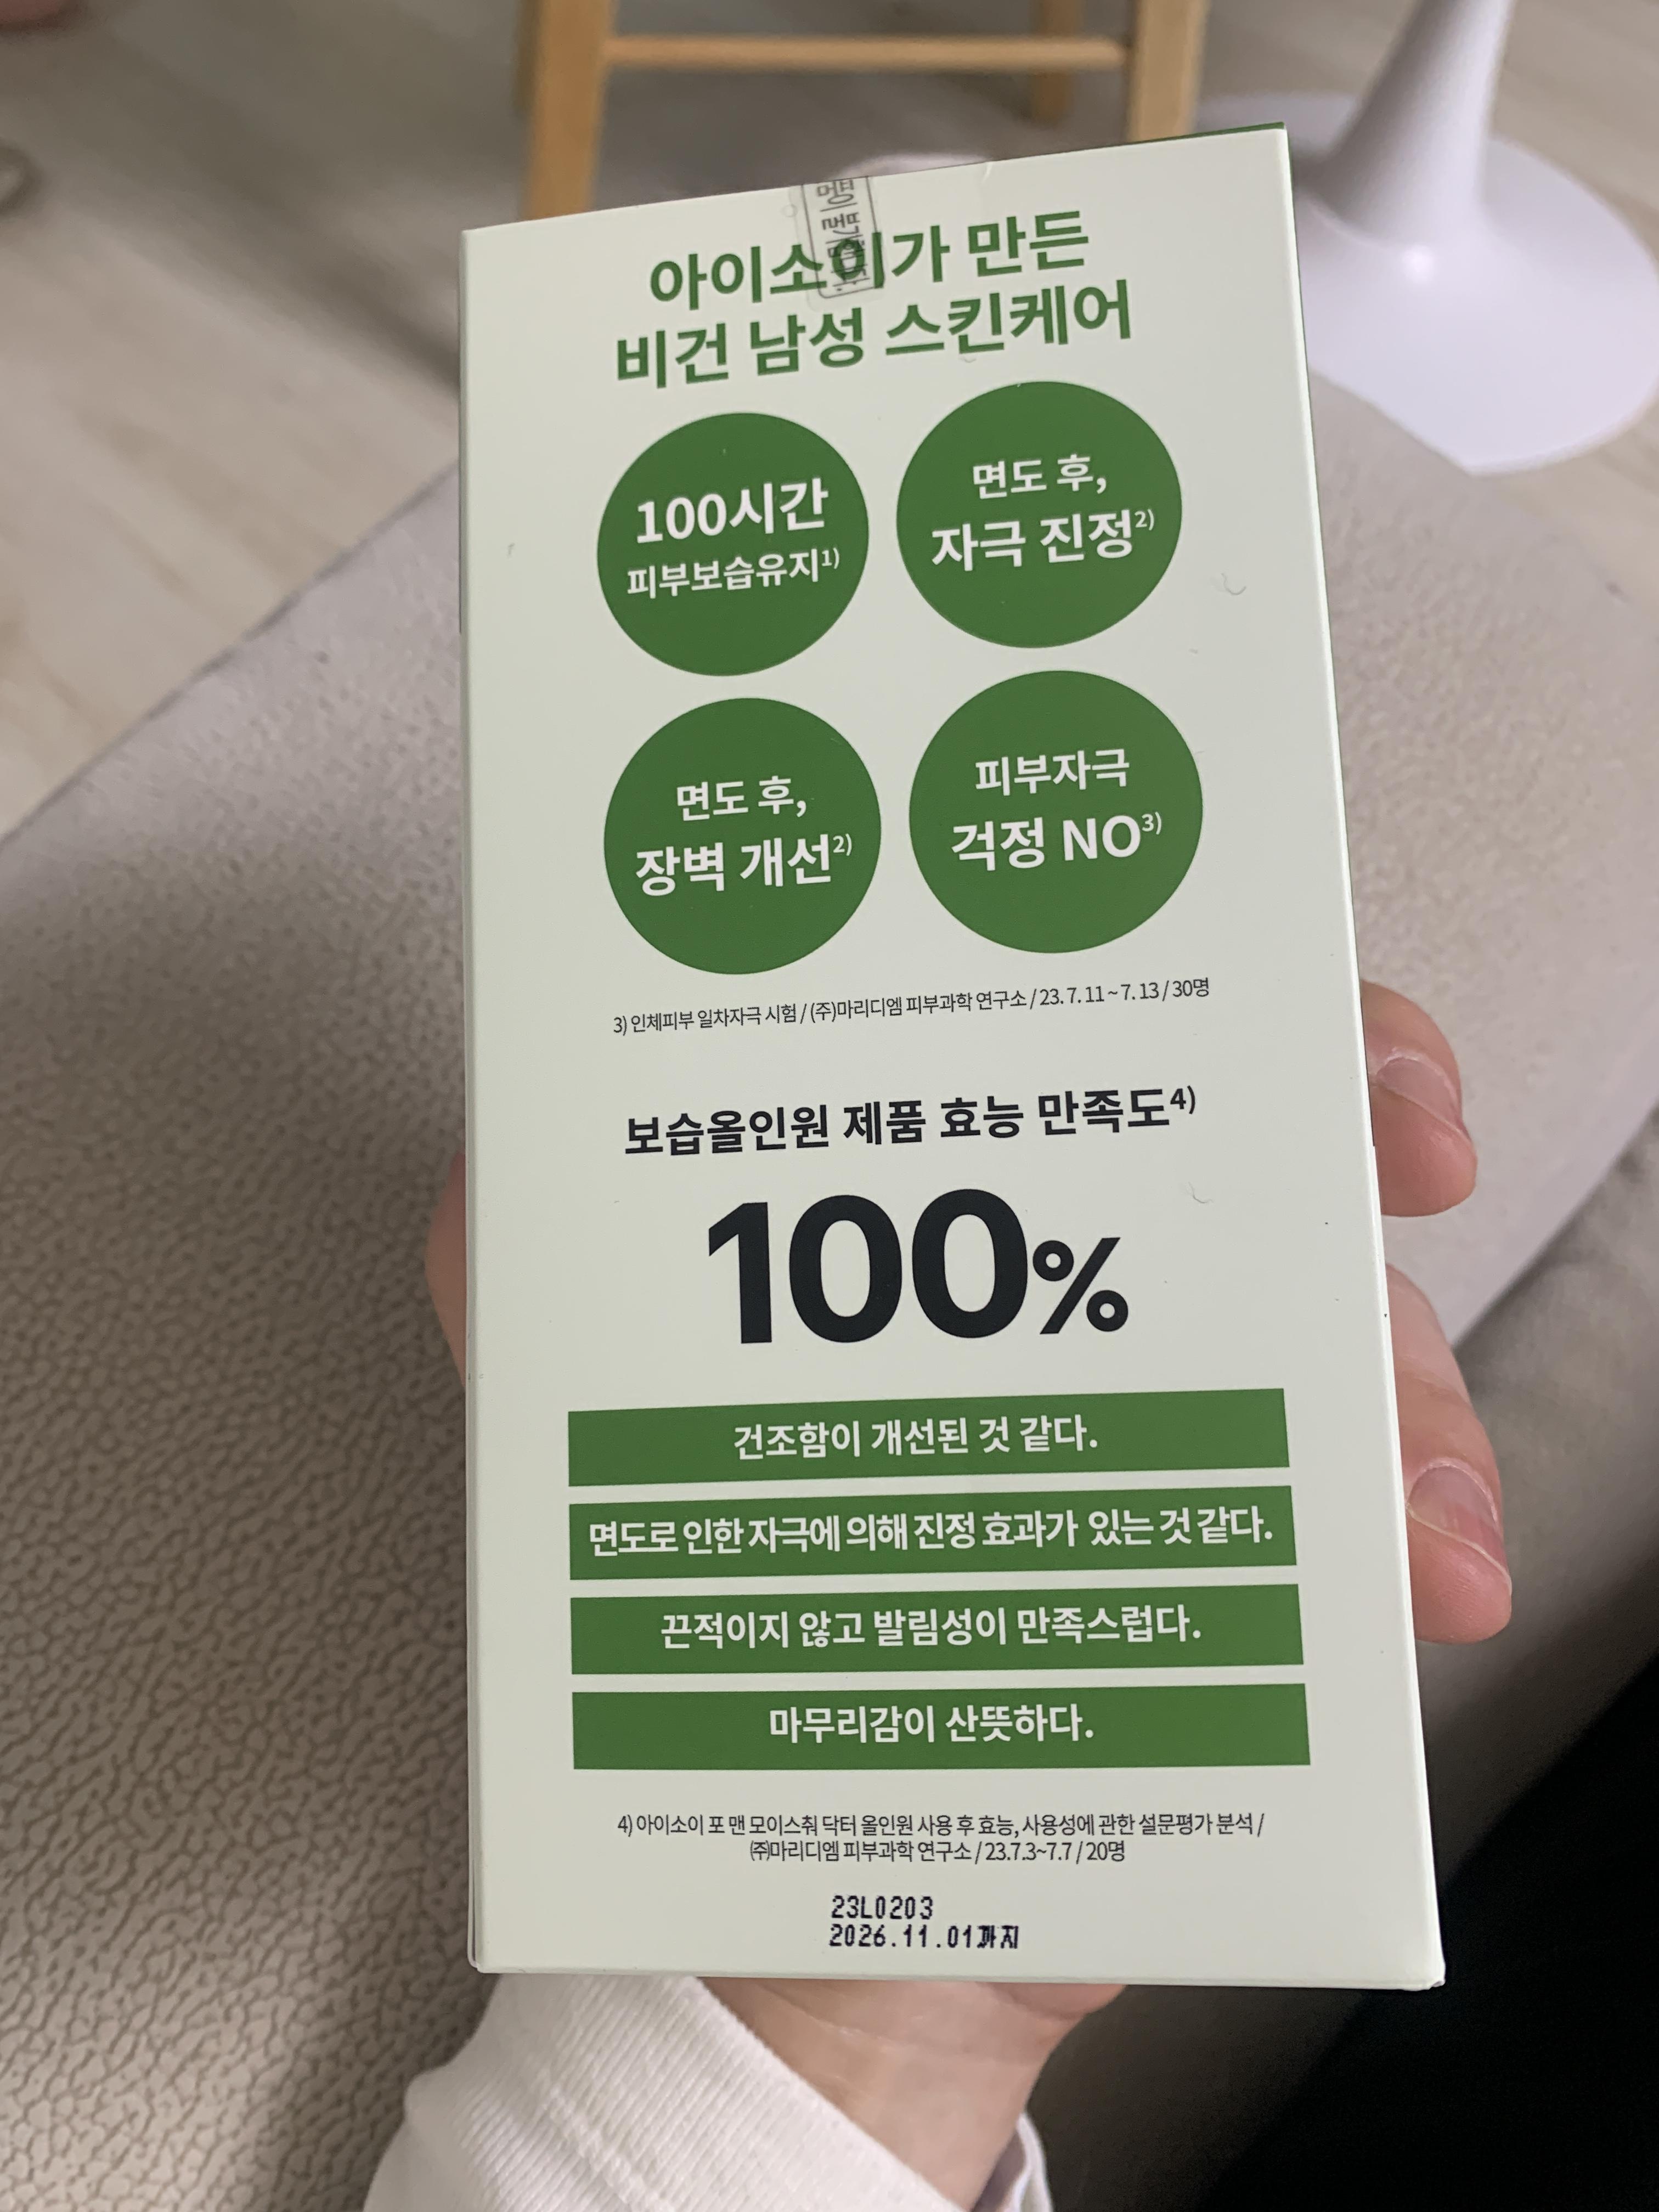 아이소이가 만든
비건 남성 스킨케어
100시간
피부보습유지1)
면도 후,
자극 진정2)
면도 후,
장벽 개선2)
피부자극
걱정 NO3)
3) 인체피부 일차자극 시험 / (주)마리디엠 피부과학 연구소 / 23. 7. 11 ~ 7. 13 / 30명
보습올인원 제품 효능 만족도4)
100%
건조함이 개선된 것 같다.
면도로 인한 자극에 의해 진정 효과가 있는 것 같다.
끈적이지 않고 발림성이 만족스럽다.
마무리감이 산뜻하다.
4) 아이소이 포 맨 모이스춰 닥터 올인원 사용 후 효능, 사용성에 관한 설문평가 분석 /
㈜마리디엠 피부과학 연구소 / 23.7.3~7.7 / 20명
23L0203
2026.11.01까지